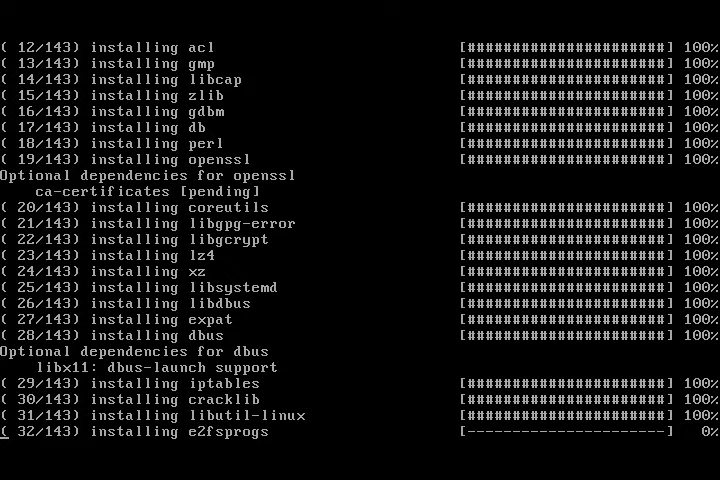 ( 12/143) installing acl [######################] 100%
( 13/143) installing gmp [######################] 100%
( 14/143) installing libcap [######################] 100%
( 15/143) installing zlib [######################] 100%
( 16/143) installing gdbm [######################] 100%
( 17/143) installing db [######################] 100%
( 18/143) installing perl [######################] 100%
( 19/143) installing openssl [######################] 100%
Optional dependencies for openssl
ca-certificates [pending]
( 20/143) installing coreutils [######################] 100%
( 21/143) installing libgpg-error [######################] 100%
( 22/143) installing libgcrypt [######################] 100%
( 23/143) installing lz4 [######################] 100%
( 24/143) installing xz [######################] 100%
( 25/143) installing libsystemd [######################] 100%
( 26/143) installing libdbus [######################] 100%
( 27/143) installing expat [######################] 100%
( 28/143) installing dbus [######################] 100%
Optional dependencies for dbus
libx11: dbus-launch support
( 29/143) installing iptables [######################] 100%
( 30/143) installing cracklib [######################] 100%
( 31/143) installing libutil-linux [######################] 100%
( 32/143) installing e2fsprogs [----------------------] 0%